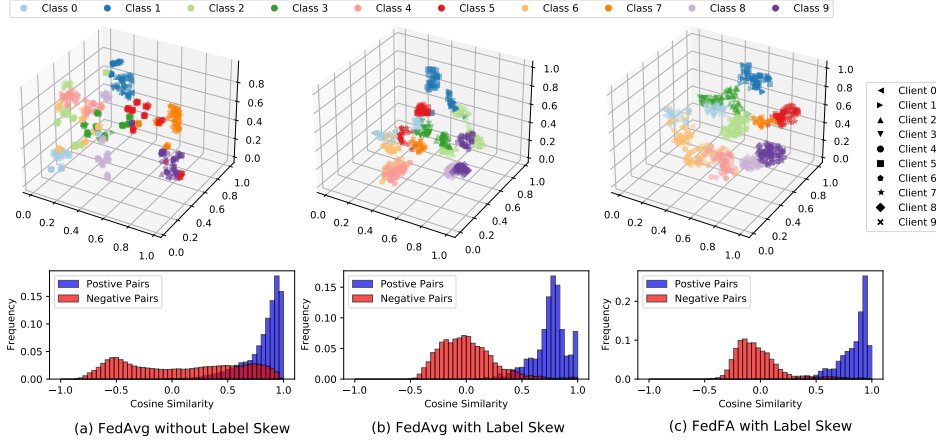 Class 0 Class 1 Class 2 Class 3 Class 4 Class 5 Class 6 Class 7 Class 8 Class 9
0.0 0.2 0.4 0.6 0.8 1.0
0.0 0.2 0.4 0.6 0.8 1.0
0.0 0.2 0.4 0.6 0.8
0.0 0.2 0.4 0.6 0.8 1.0
0.0 0.2 0.4 0.6 0.8 1.0
0.0 0.2 0.4 0.6 0.8 1.0
0.0 0.2 0.4 0.6 0.8 1.0
0.0 0.2 0.4 0.6 0.8 1.0
0.0 0.2 0.4 0.6 0.8 1.0
Client 0
Client 1
Client 2
Client 3
Client 4
Client 5
Client 6
Client 7
Client 8
Client 9
Postive Pairs
Negative Pairs
Frequency
0.15
0.10
0.05
0.00
−1.0 −0.5 0.0 0.5 1.0
Cosine Similarity
(a) FedAvg without Label Skew
Postive Pairs
Negative Pairs
Frequency
0.15
0.10
0.05
0.00
−1.0 −0.5 0.0 0.5 1.0
Cosine Similarity
(b) FedAvg with Label Skew
Postive Pairs
Negative Pairs
Frequency
0.2
0.1
0.0
−1.0 −0.5 0.0 0.5 1.0
Cosine Similarity
(c) FedFA with Label Skew